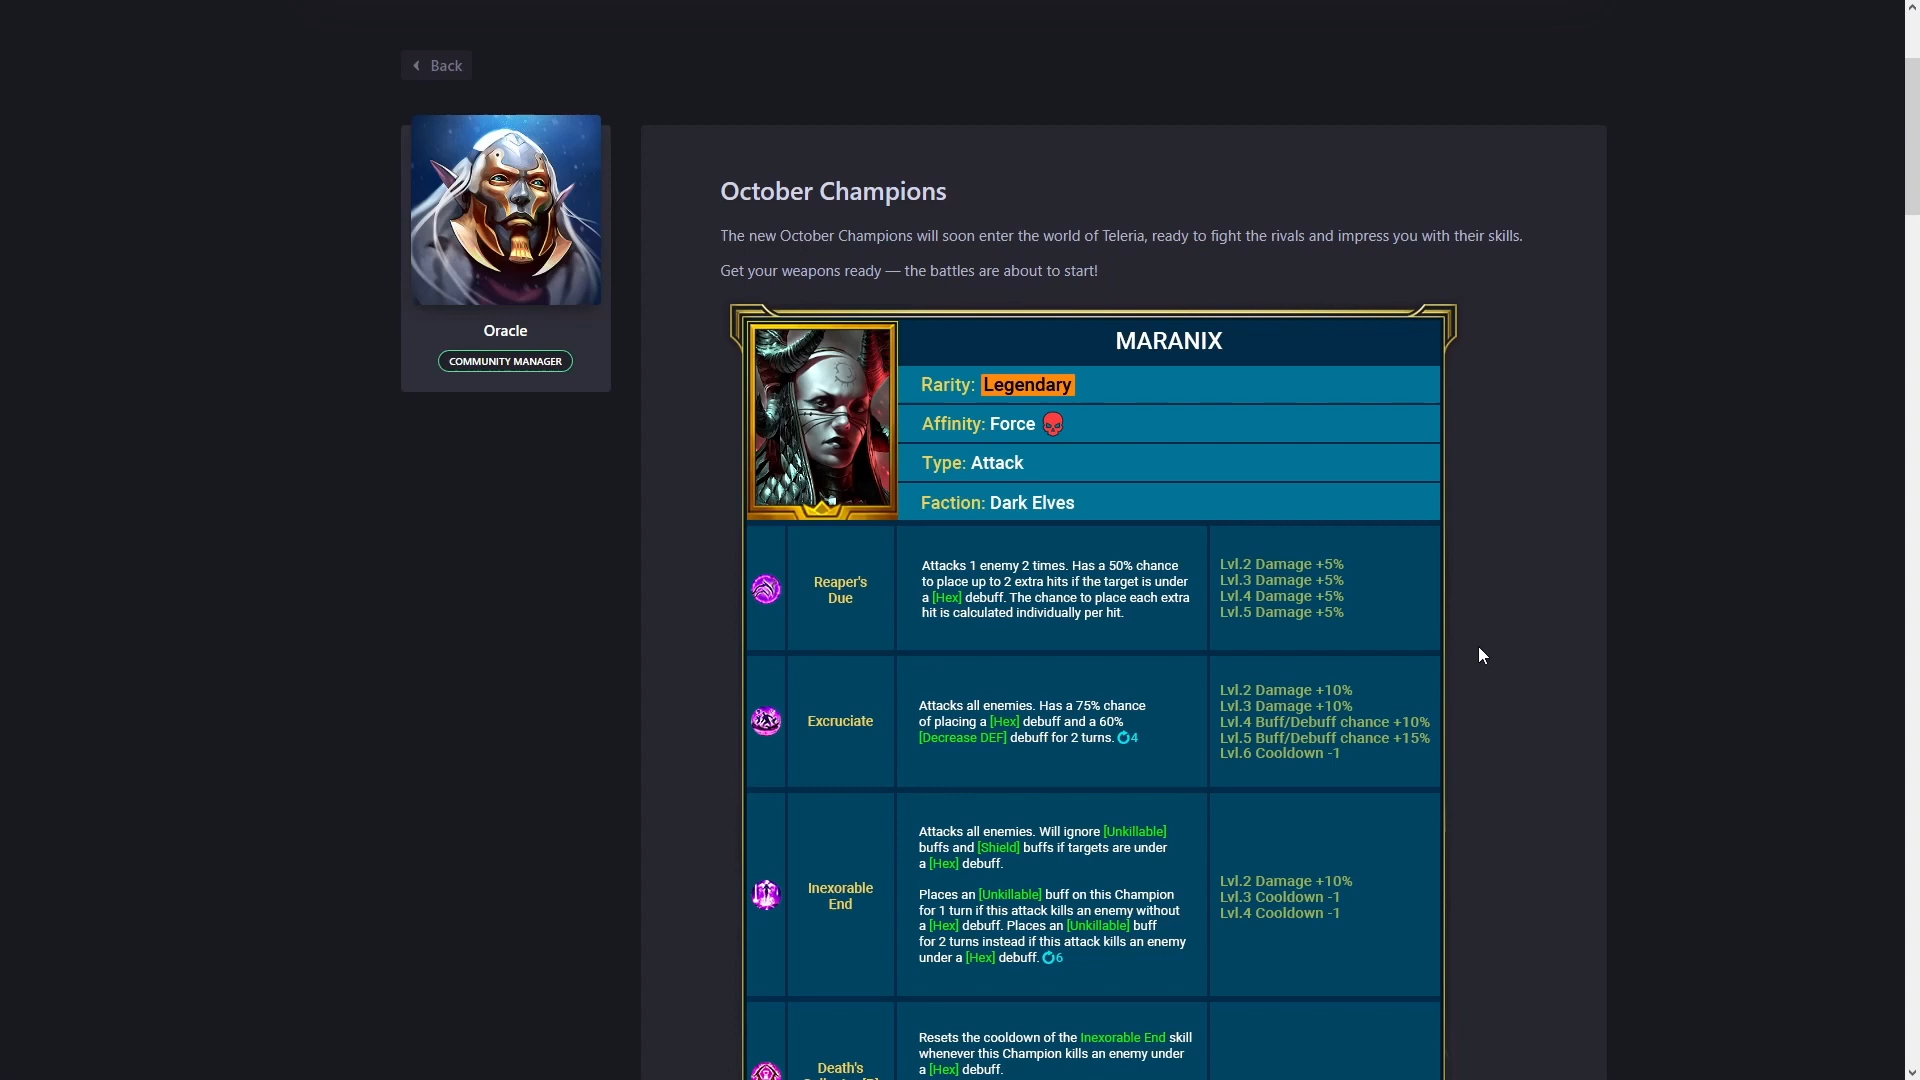 Back
Oracle
COMMUNITY MANAGER
October Champions
The new October Champions will soon enter the world of Teleria, ready to fight the rivals and impress you with their skills.
Get your weapons ready — the battles are about to start!
MARANIX
Rarity: Legendary
Affinity: Force
Type: Attack
Faction: Dark Elves
Reaper's
Due
Attacks 1 enemy 2 times. Has a 50% chance
to place up to 2 extra hits if the target is under
a [Hex] debuff. The chance to place each extra
hit is calculated individually per hit.
Lvl.2 Damage +5%
Lvl.3 Damage +5%
Lvl.4 Damage +5%
Lvl.5 Damage +5%
Excruciate
Attacks all enemies. Has a 75% chance
of placing a [Hex] debuff and a 60%
[Decrease DEF] debuff for 2 turns. 4
Lvl.2 Damage +10%
Lvl.3 Damage +10%
Lvl.4 Buff/Debuff chance +10%
Lvl.5 Buff/Debuff chance +15%
Lvl.6 Cooldown -1
Inexorable
End
Attacks all enemies. Will ignore [Unkillable]
buffs and [Shield] buffs if targets are under
a [Hex] debuff.
Places an [Unkillable] buff on this Champion
for 1 turn if this attack kills an enemy without
a [Hex] debuff. Places an [Unkillable] buff
for 2 turns instead if this attack kills an enemy
under a [Hex] debuff. 6
Lvl.2 Damage +10%
Lvl.3 Cooldown -1
Lvl.4 Cooldown -1
Death's
Resets the cooldown of the Inexorable End skill
whenever this Champion kills an enemy under
a [Hex] debuff.